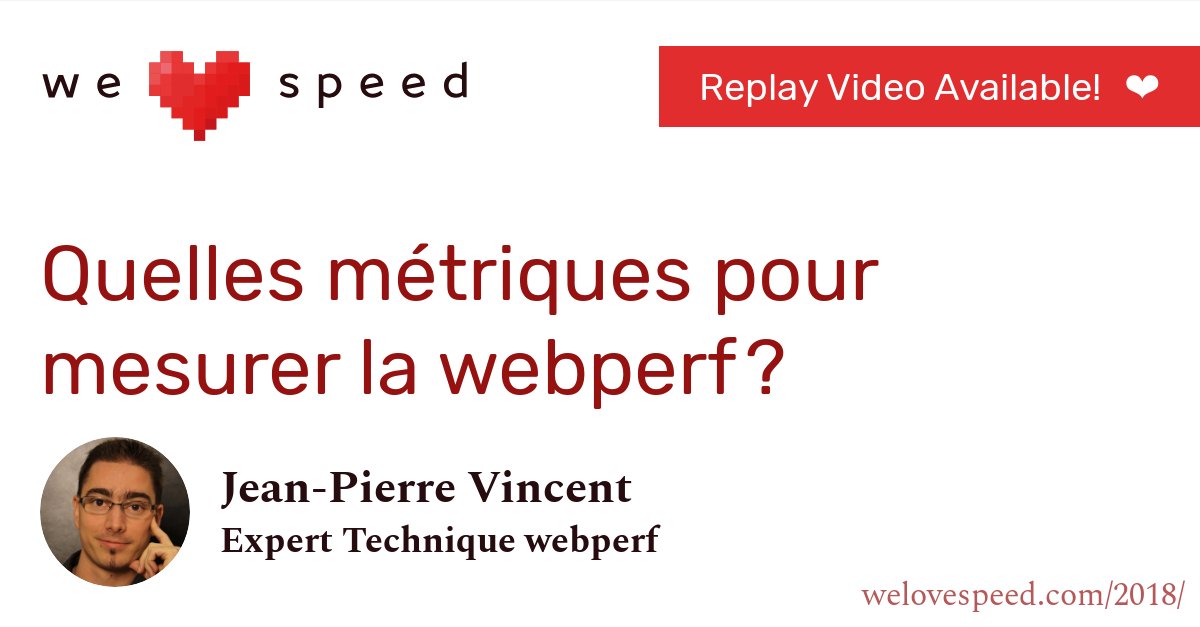 we ❤ speed
Replay Video Available! ❤
Quelles métriques pour
mesurer la webperf ?
Jean-Pierre Vincent
Expert Technique webperf
welovespeed.com/2018/